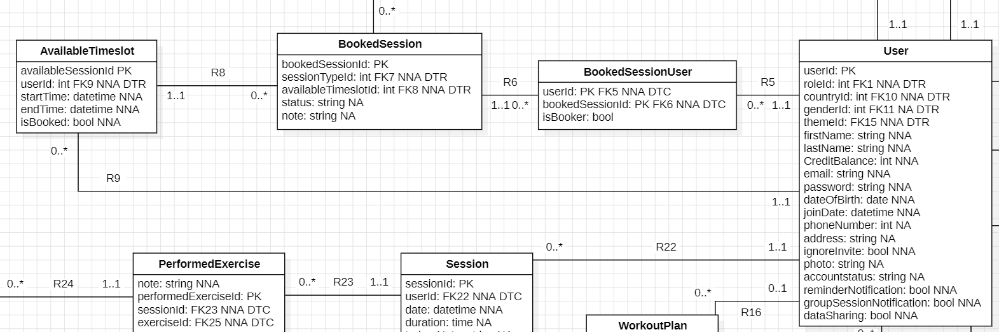 0..*
1..1
1..1
AvailableTimeslot
availableSessionId PK
userId: int FK9 NNA DTR
startTime: datetime NNA
endTime: datetime NNA
isBooked: bool NNA
R8
1..1
0..*
BookedSession
bookedSessionId: PK
sessionTypeId: int FK7 NNA DTR
availableTimeslotId: int FK8 NNA DTR
status: string NA
note: string NA
R6
1..1
0..*
BookedSessionUser
userId: PK FK5 NNA DTC
bookedSessionId: PK FK6 NNA DTC
isBooker: bool
R5
0..*
1..1
User
userId: PK
roleId: int FK1 NNA DTR
countryId: int FK10 NNA DTR
genderId: int FK11 NA DTR
themeId: FK15 NNA DTR
firstName: string NNA
lastName: string NNA
CreditBalance: int NNA
email: string NNA
password: string NNA
dateOfBirth: date NNA
joinDate: datetime NNA
phoneNumber: int NA
address: string NA
ignoreInvite: bool NNA
photo: string NA
accountstatus: string NA
reminderNotification: bool NNA
groupSessionNotification: bool NNA
dataSharing: bool NNA
0..*
R9
1..1
0..*
R22
1..1
0..*
R24
1..1
PerformedExercise
note: string NNA
performedExerciseId: PK
sessionId: FK23 NNA DTC
exerciseId: FK25 NNA DTC
0..*
R23
1..1
Session
sessionId: PK
userId: FK22 NNA DTC
date: datetime NNA
duration: time NA
0..*
0..1
R16
WorkoutPlan